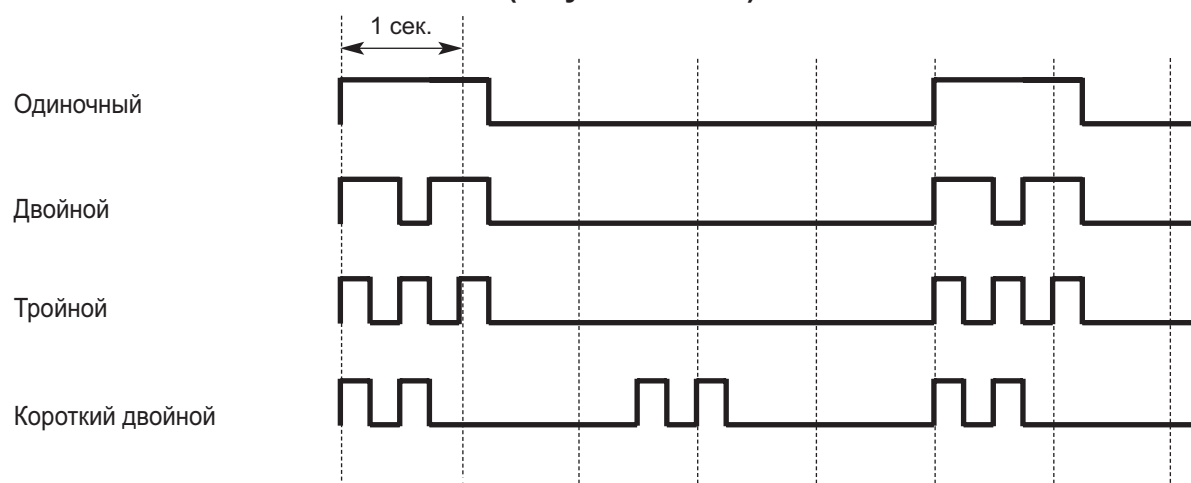 1 сек.
Одиночный
Двойной
Тройной
Короткий двойной